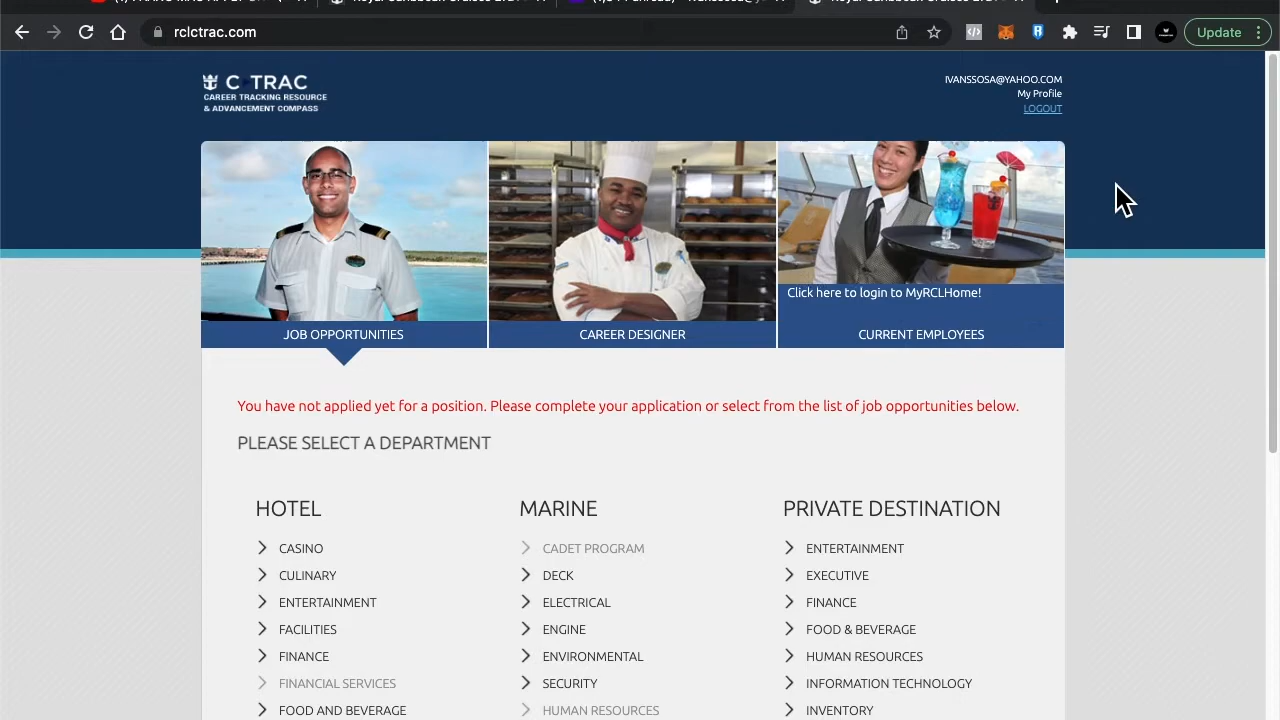 rclctrac.com
Update
C TRAC
CAREER TRACKING RESOURCE
& ADVANCEMENT COMPASS
IVANSSOSA@YAHOO.COM
My Profile
LOGOUT
Click here to login to MyRCLHome!
JOB OPPORTUNITIES
CAREER DESIGNER
CURRENT EMPLOYEES
You have not applied yet for a position. Please complete your application or select from the list of job opportunities below.
PLEASE SELECT A DEPARTMENT
HOTEL
CASINO
CULINARY
ENTERTAINMENT
FACILITIES
FINANCE
FINANCIAL SERVICES
FOOD AND BEVERAGE
MARINE
CADET PROGRAM
DECK
ELECTRICAL
ENGINE
ENVIRONMENTAL
SECURITY
HUMAN RESOURCES
PRIVATE DESTINATION
ENTERTAINMENT
EXECUTIVE
FINANCE
FOOD & BEVERAGE
HUMAN RESOURCES
INFORMATION TECHNOLOGY
INVENTORY